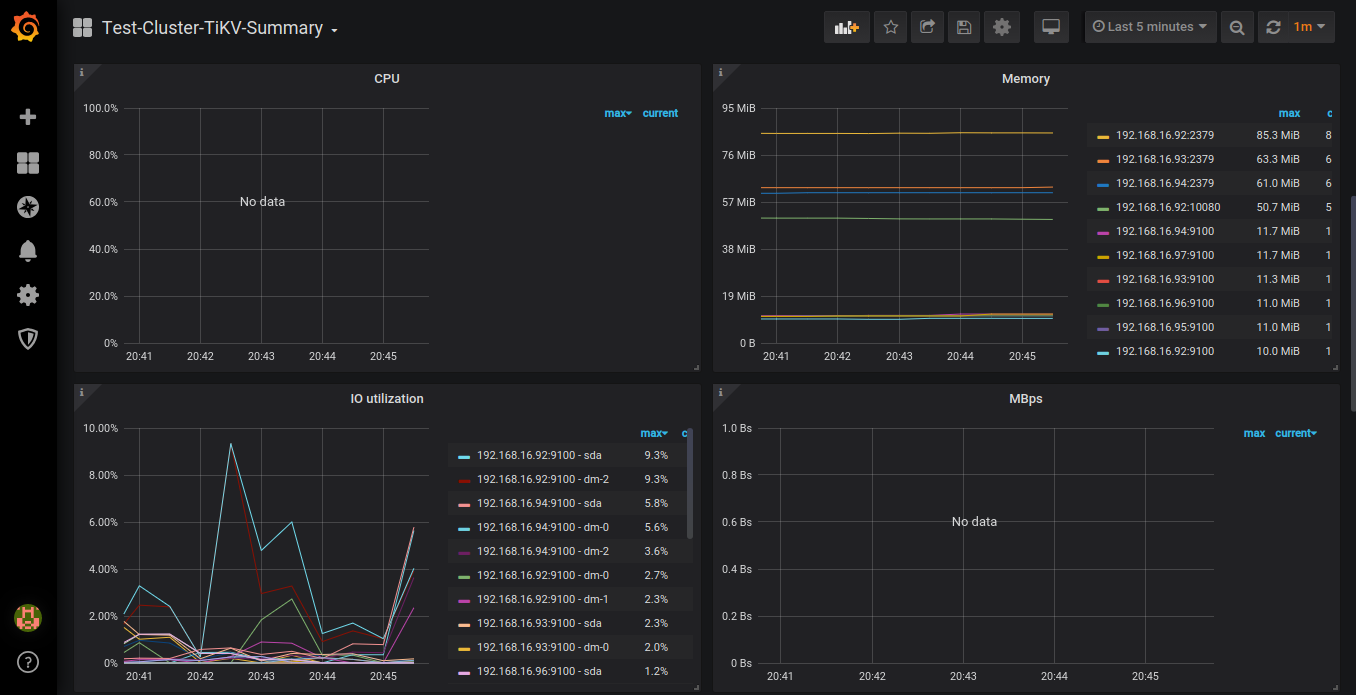 Test-Cluster-TiKV-Summary
Last 5 minutes
1m
CPU
max current
100.0%
80.0%
60.0%
40.0%
20.0%
0%
No data
20:41 20:42 20:43 20:44 20:45
Memory
95 MiB
76 MiB
57 MiB
38 MiB
19 MiB
0 B
20:41 20:42 20:43 20:44 20:45
max c
192.168.16.92:2379 85.3 MiB 8
192.168.16.93:2379 63.3 MiB 6
192.168.16.94:2379 61.0 MiB 6
192.168.16.92:10080 50.7 MiB 5
192.168.16.94:9100 11.7 MiB 1
192.168.16.97:9100 11.7 MiB 1
192.168.16.93:9100 11.3 MiB 1
192.168.16.96:9100 11.0 MiB 1
192.168.16.95:9100 11.0 MiB 1
192.168.16.92:9100 10.0 MiB 1
IO utilization
10.00%
8.00%
6.00%
4.00%
2.00%
0%
20:41 20:42 20:43 20:44 20:45
max c
192.168.16.92:9100 - sda 9.3%
192.168.16.92:9100 - dm-2 9.3%
192.168.16.94:9100 - sda 5.8%
192.168.16.94:9100 - dm-0 5.6%
192.168.16.94:9100 - dm-2 3.6%
192.168.16.92:9100 - dm-0 2.7%
192.168.16.92:9100 - dm-1 2.3%
192.168.16.93:9100 - sda 2.3%
192.168.16.93:9100 - dm-0 2.0%
192.168.16.96:9100 - sda 1.2%
MBps
max current
1.0 Bs
0.8 Bs
0.6 Bs
0.4 Bs
0.2 Bs
0 Bs
No data
20:41 20:42 20:43 20:44 20:45